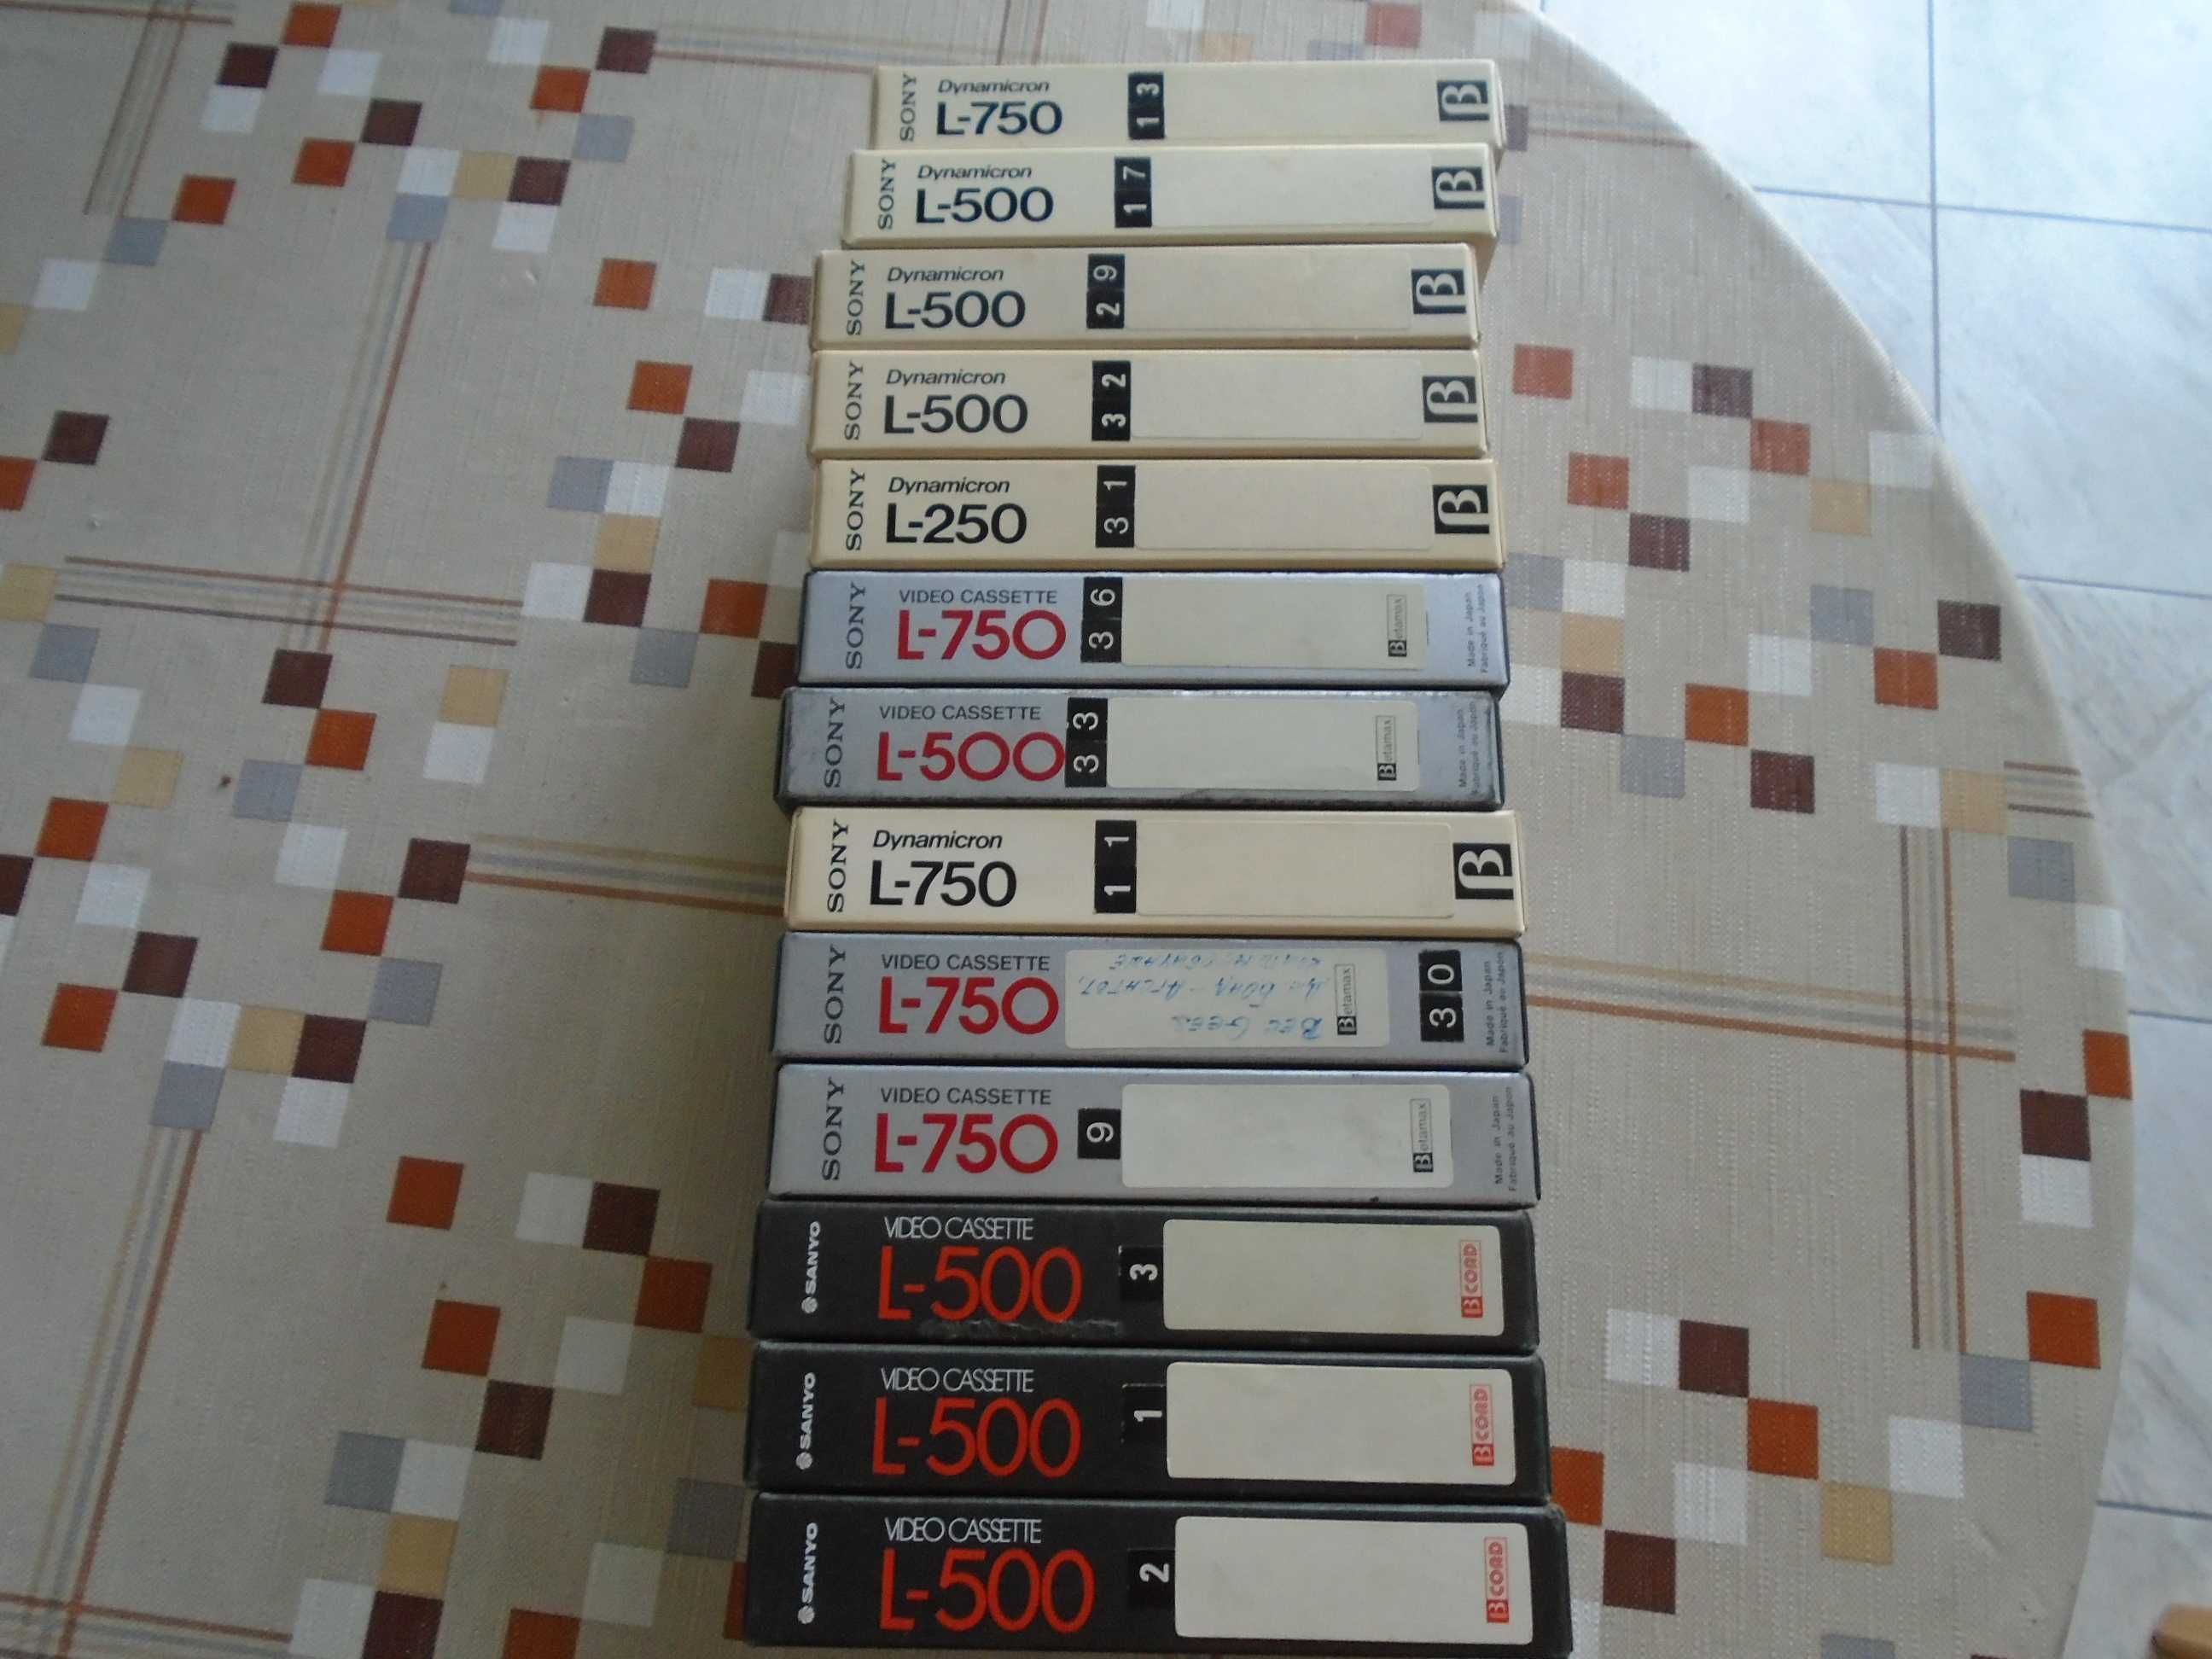 SONY
Dynamicron
L-750
13
β
SONY
Dynamicron
L-500
17
β
SONY
Dynamicron
L-500
29
β
SONY
Dynamicron
L-500
32
β
SONY
Dynamicron
L-250
31
β
SONY
VIDEO CASSETTE
L-750
36
Betamax
Made in Japan
Fabriqué au Japon
SONY
VIDEO CASSETTE
L-500
33
Betamax
Made in Japan
Fabriqué au Japon
SONY
Dynamicron
L-750
11
β
SONY
VIDEO CASSETTE
L-750
Bee Gees
Betamax
30
Made in Japan
Fabriqué au Japon
SONY
VIDEO CASSETTE
L-750
9
Betamax
Made in Japan
Fabriqué au Japon
SANYO
VIDEO CASSETTE
L-500
3
βCORD
SANYO
VIDEO CASSETTE
L-500
1
βCORD
SANYO
VIDEO CASSETTE
L-500
2
βCORD